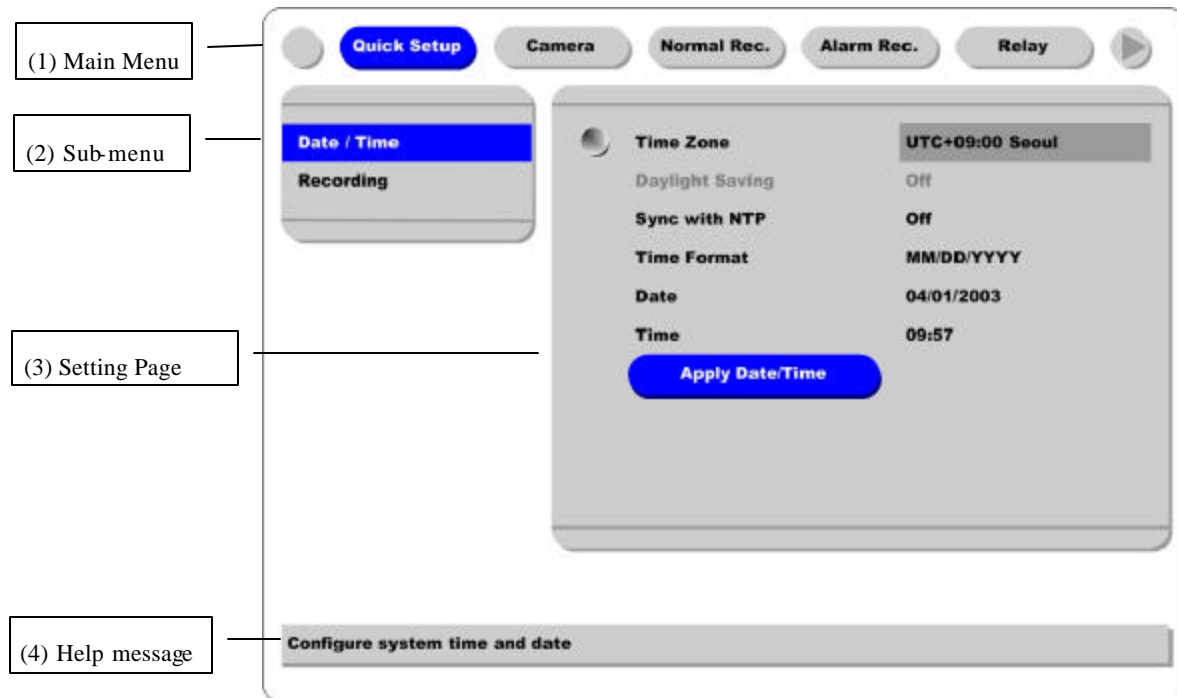 (1) Main Menu
Quick Setup Camera Normal Rec. Alarm Rec. Relay
(2) Sub-menu
Date / Time
Recording
Time Zone UTC+09:00 Seoul
Daylight Saving Off
Sync with NTP Off
Time Format MM/DD/YYYY
Date 04/01/2003
Time 09:57
Apply Date/Time
(3) Setting Page
(4) Help message
Configure system time and date